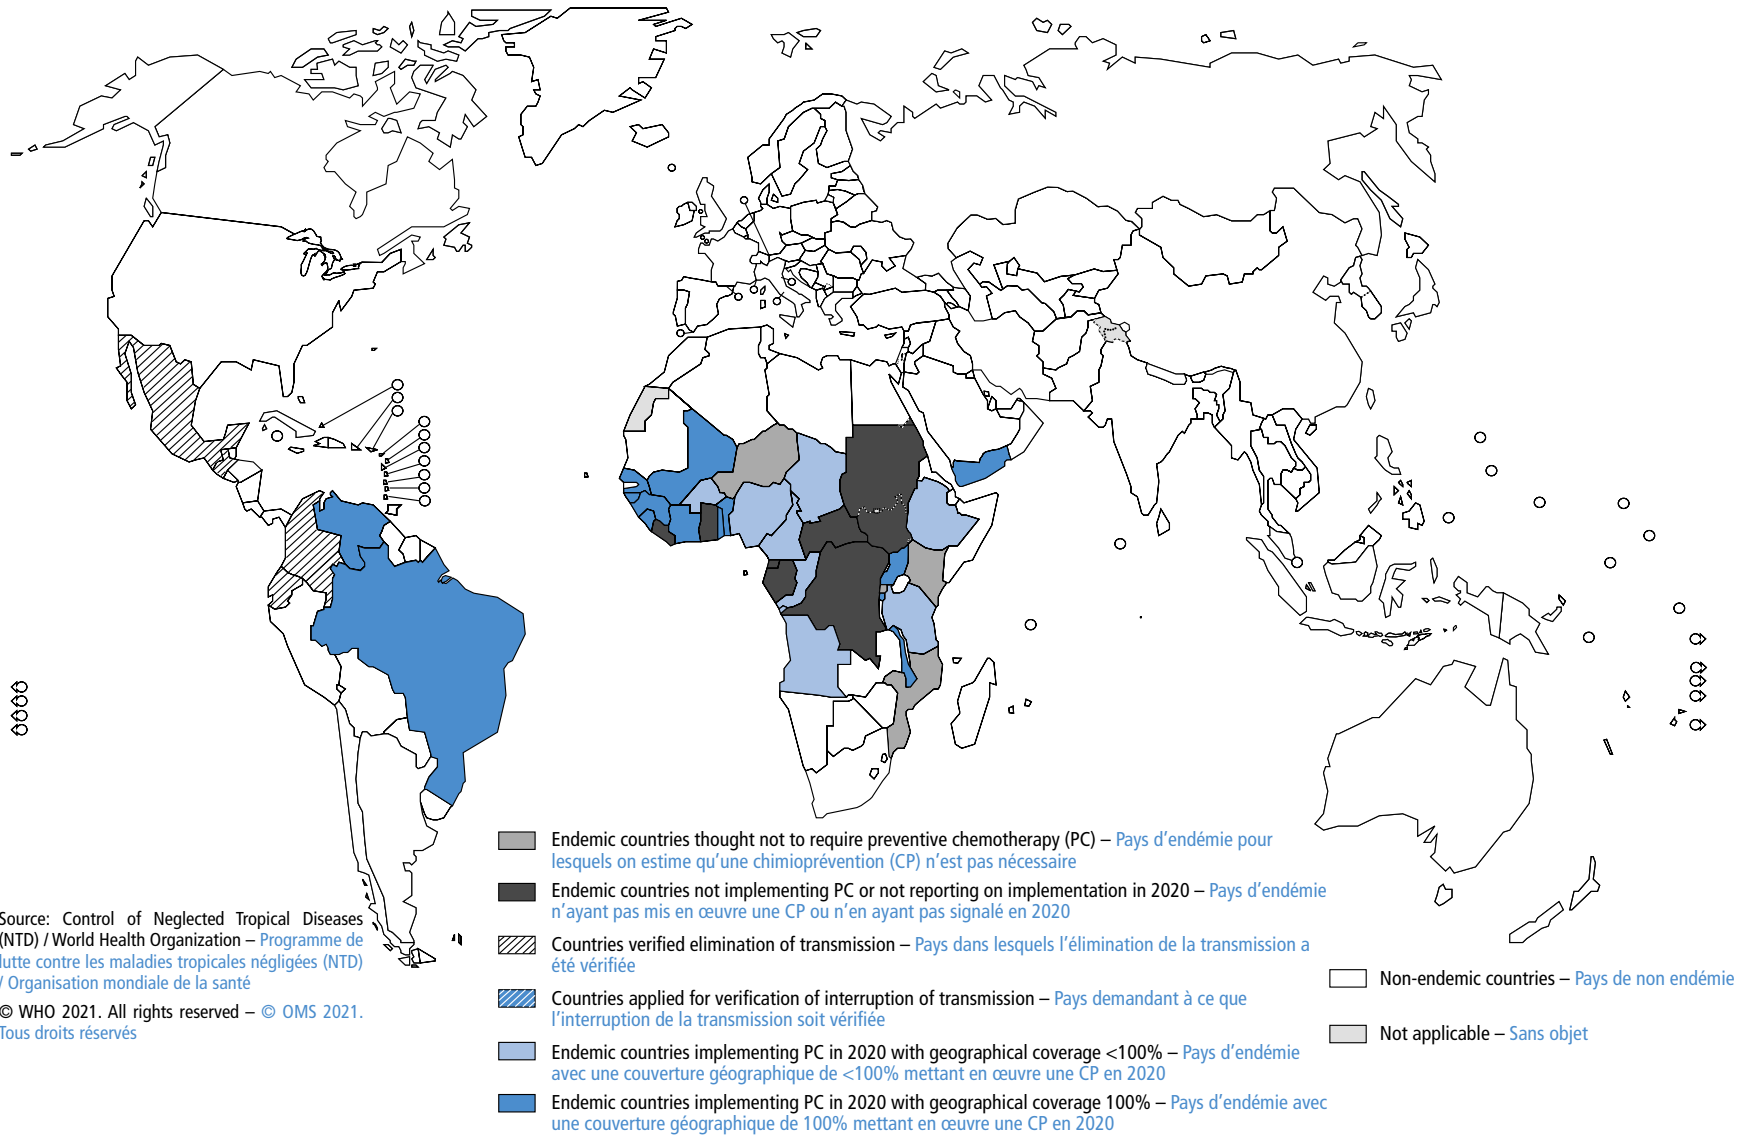 Endemic countries thought not to require preventive chemotherapy (PC) – Pays d'endémie pour
lesquels on estime qu'une chimioprévention (CP) n'est pas nécessaire
Endemic countries not implementing PC or not reporting on implementation in 2020 – Pays d'endémie
n'ayant pas mis en œuvre une CP ou n'en ayant pas signalé en 2020
Countries verified elimination of transmission – Pays dans lesquels l'élimination de la transmission a
été vérifiée
Countries applied for verification of interruption of transmission – Pays demandant à ce que
l'interruption de la transmission soit vérifiée
Endemic countries implementing PC in 2020 with geographical coverage <100% – Pays d'endémie
avec une couverture géographique de <100% mettant en œuvre une CP en 2020
Endemic countries implementing PC in 2020 with geographical coverage 100% – Pays d'endémie avec
une couverture géographique de 100% mettant en œuvre une CP en 2020
Non-endemic countries – Pays de non endémie
Not applicable – Sans objet
Source: Control of Neglected Tropical Diseases
(NTD) / World Health Organization – Programme de
lutte contre les maladies tropicales négligées (NTD)
/ Organisation mondiale de la santé
© WHO 2021. All rights reserved – © OMS 2021.
Tous droits réservés